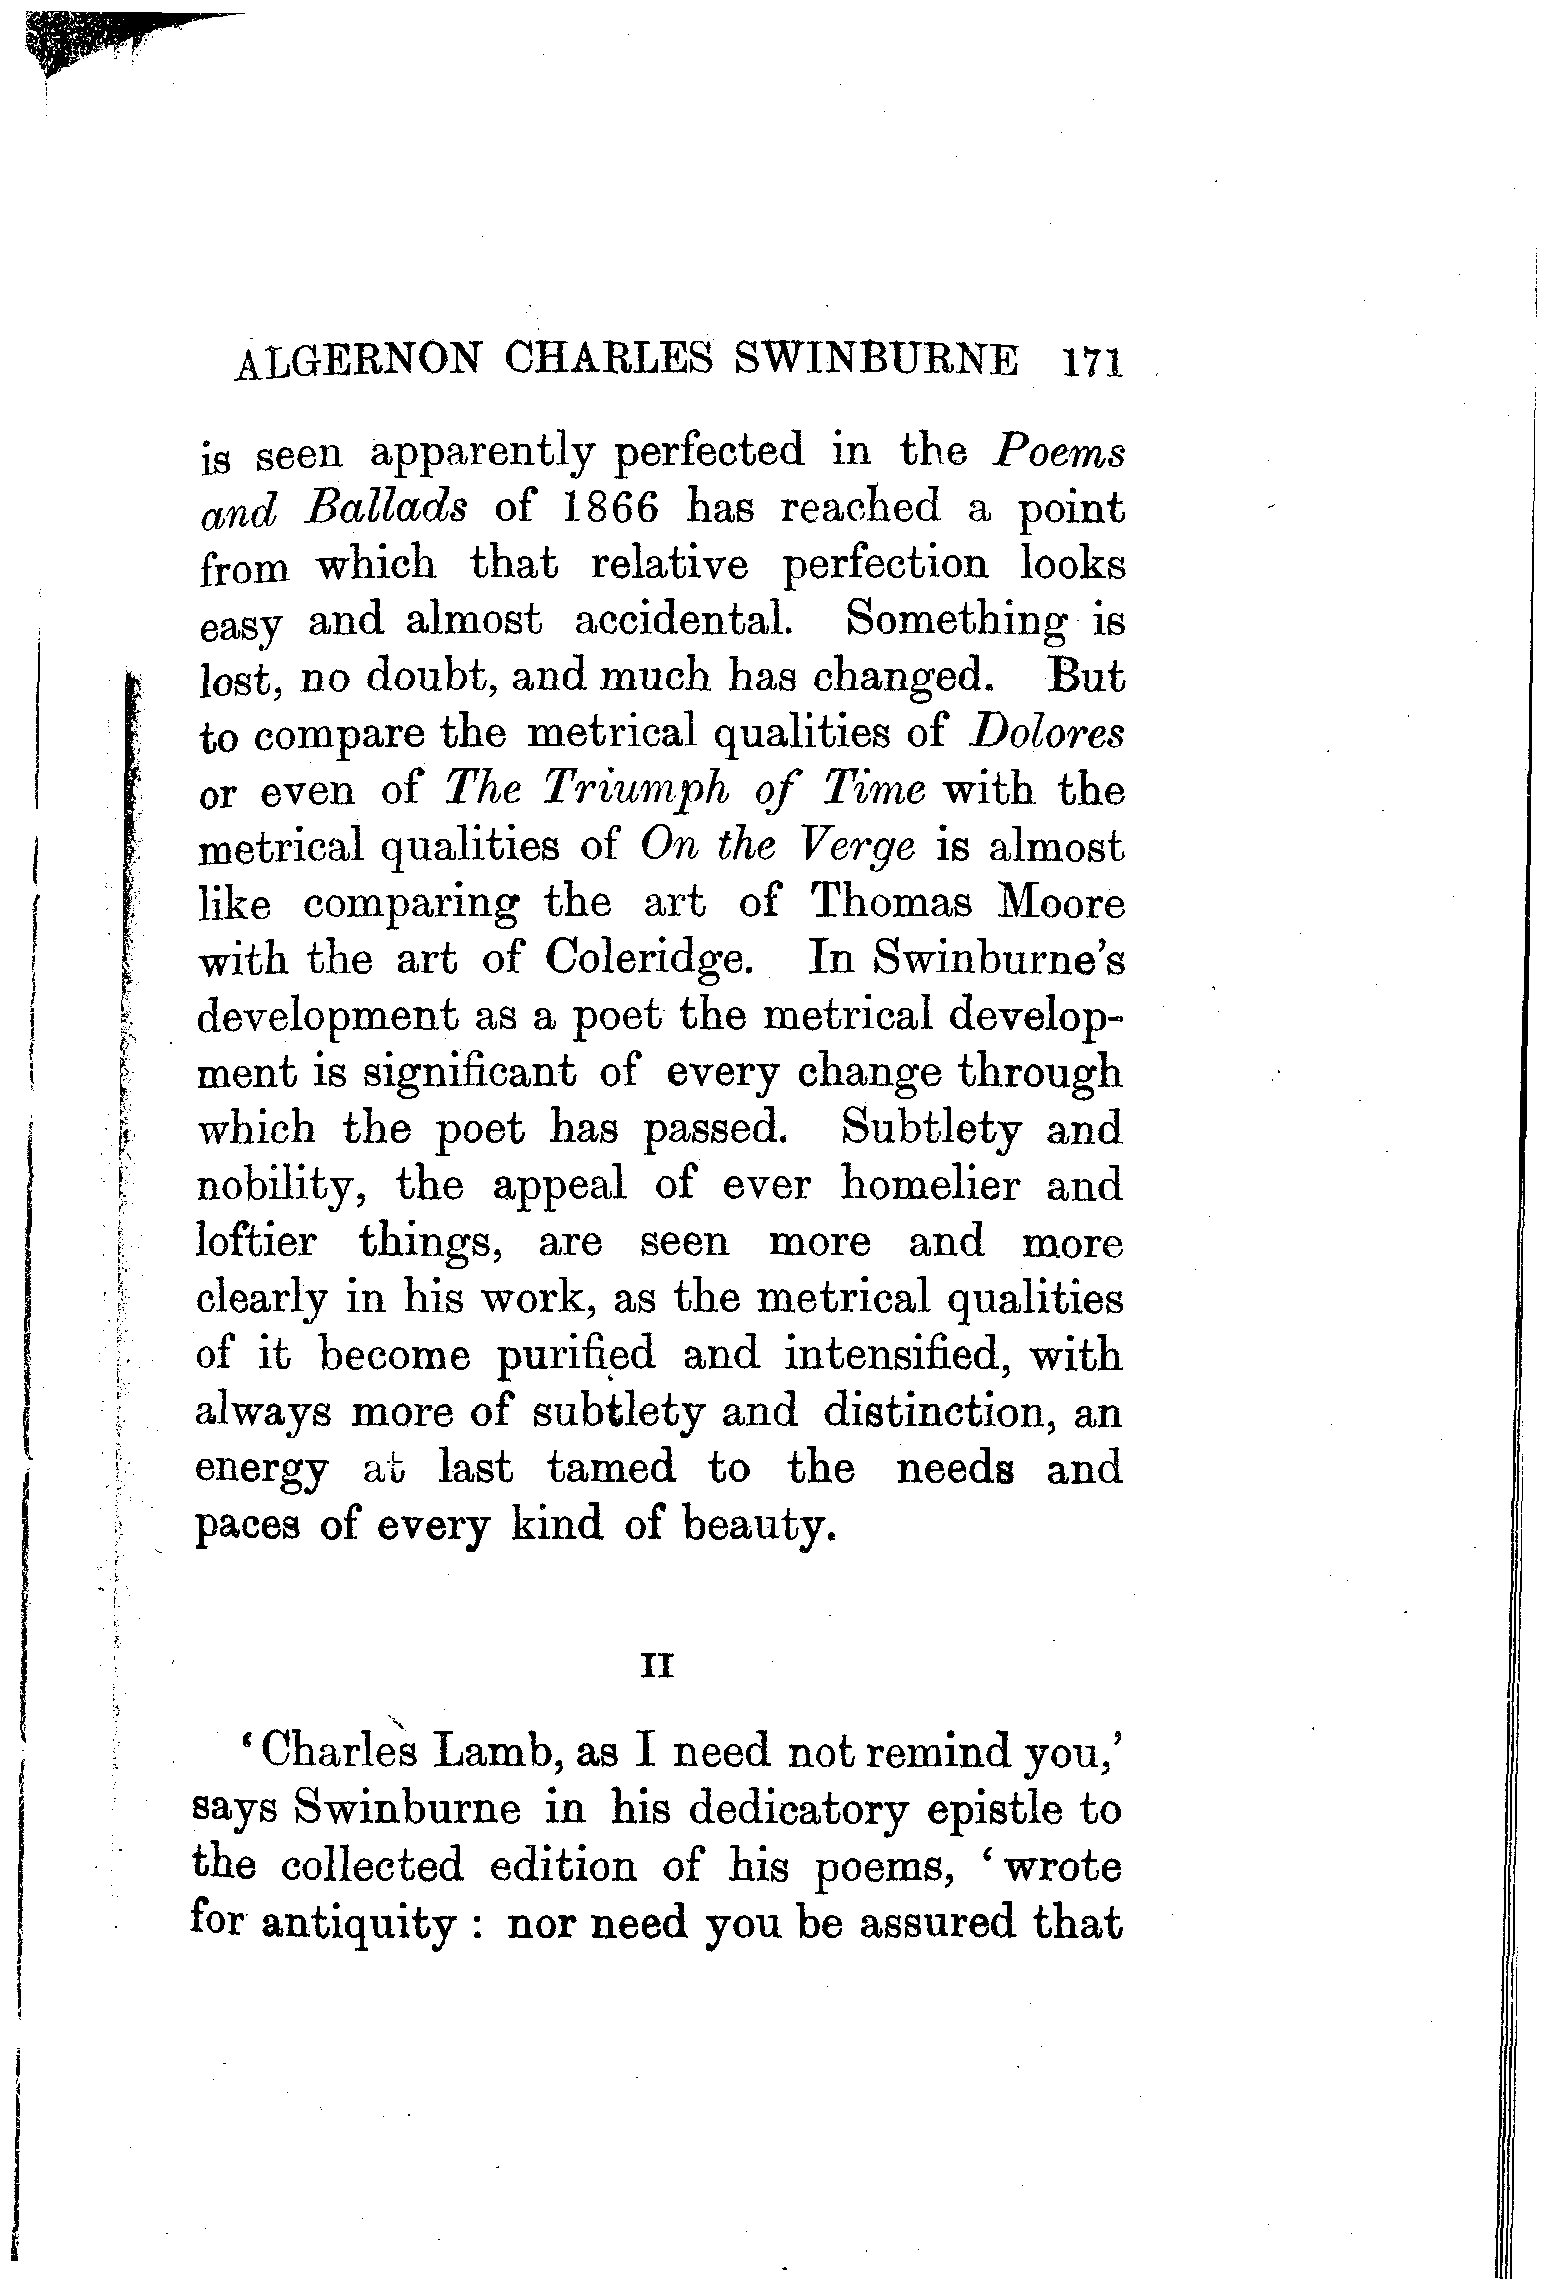 ALGERNON CHARLES SWINBURNE 171
is seen apparently perfected in the Poems
and Ballads of 1866 has reached a point
from which that relative perfection looks
easy and almost accidental. Something is
lost, no doubt, and much has changed. But
to compare the metrical qualities of Dolores
or even of The Triumph of Time with the
metrical qualities of On the Verge is almost
like comparing the art of Thomas Moore
with the art of Coleridge. In Swinburne's
development as a poet the metrical develop-
ment is significant of every change through
which the poet has passed. Subtlety and
nobility, the appeal of ever homelier and
loftier things, are seen more and more
clearly in his work, as the metrical qualities
of it become purified and intensified, with
always more of subtlety and distinction, an
energy at last tamed to the needs and
paces of every kind of beauty.
II
‘Charles Lamb, as I need not remind you,’
says Swinburne in his dedicatory epistle to
the collected edition of his poems, ‘wrote
for antiquity : nor need you be assured that